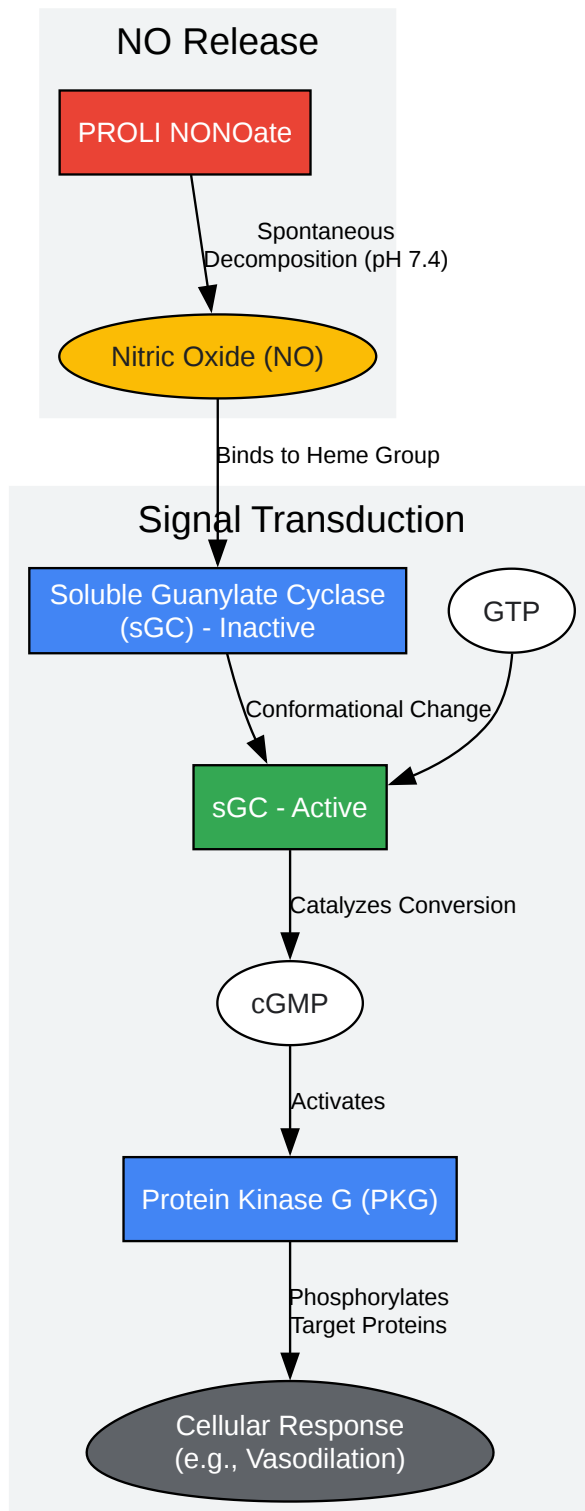 NO Release
PROLI NONOate
Spontaneous
Decomposition (pH 7.4)
Nitric Oxide (NO)
Binds to Heme Group
Signal Transduction
Soluble Guanylate Cyclase
(sGC) - Inactive
GTP
Conformational Change
sGC - Active
Catalyzes Conversion
cGMP
Activates
Protein Kinase G (PKG)
Phosphorylates
Target Proteins
Cellular Response
(e.g., Vasodilation)